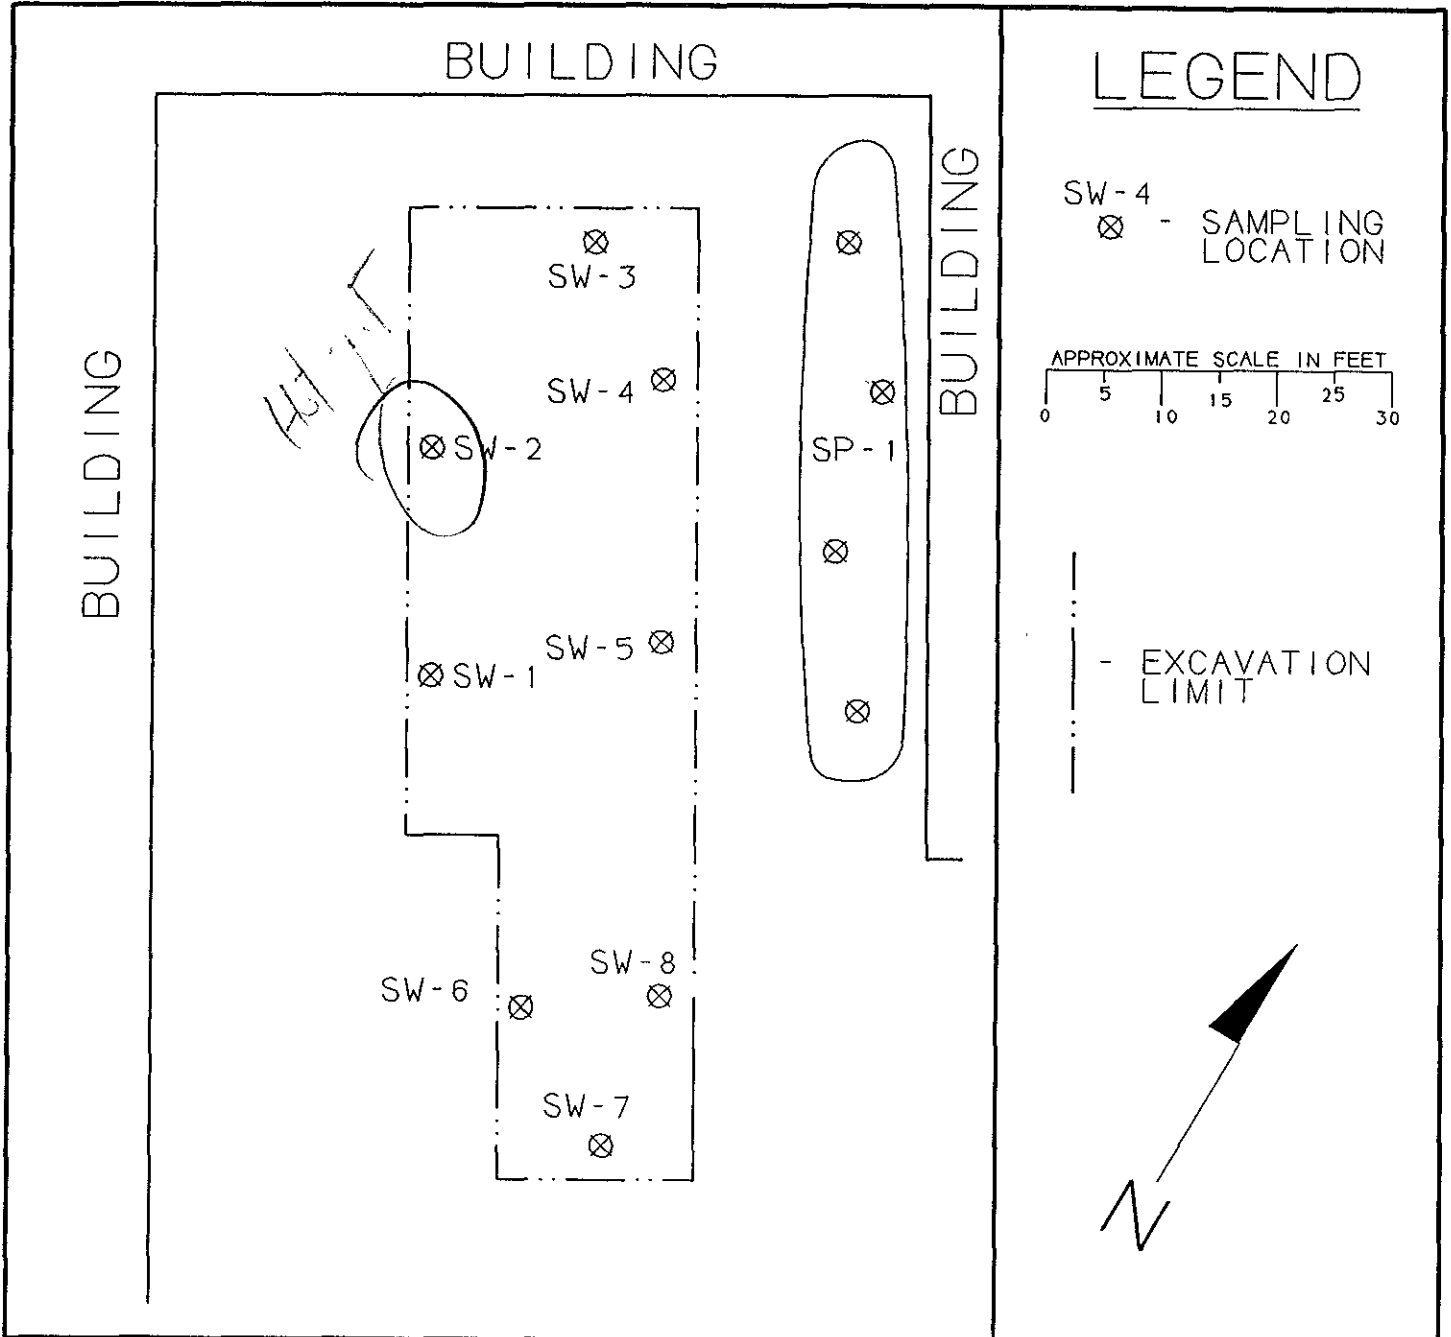 BUILDING
LEGEND
BUILDING
SW-4
- SAMPLING
LOCATION
SW-3
APPROXIMATE SCALE IN FEET
0 5 10 15 20 25 30
BUILDING
SW-4
SW-2
SP-1
SW-5
SW-1
- EXCAVATION
LIMIT
SW-8
SW-6
SW-7
N